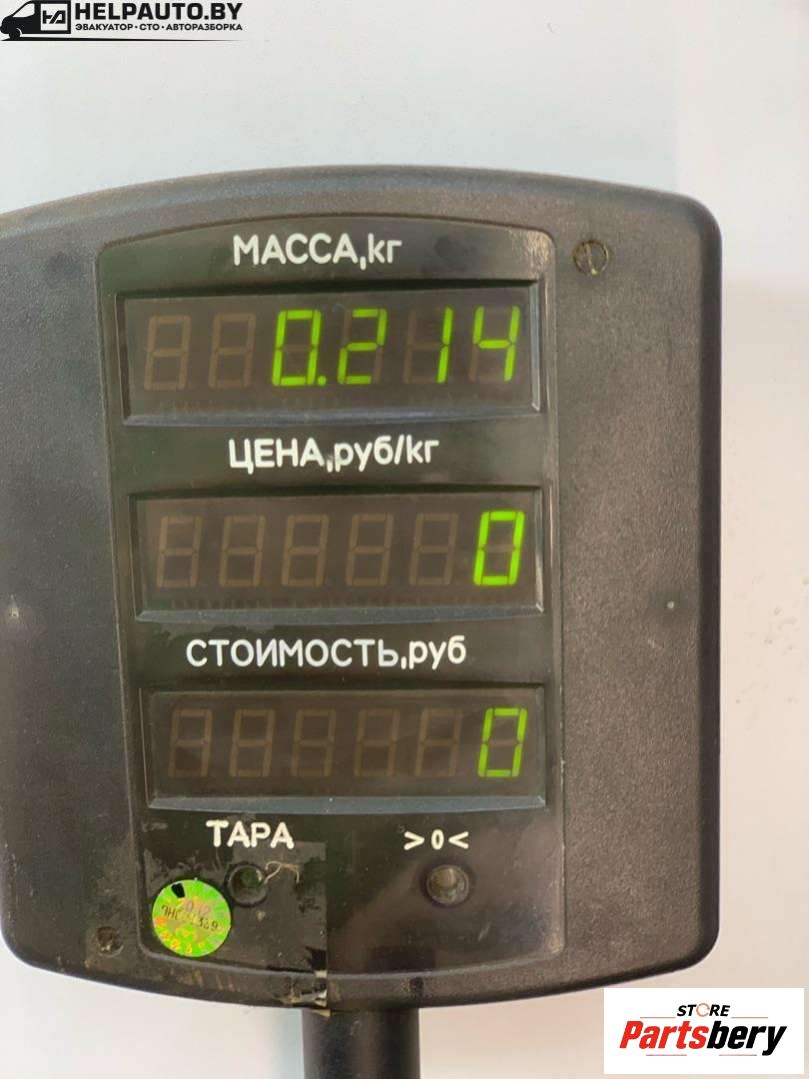 HELPAUTO.BY
ЭВАКУАТОР•СТО•АВТОРАЗБОРКА
МАССА,кг
0.214
ЦЕНА,руб/кг
0
СТОИМОСТЬ,руб
0
ТАРА >0<
STORE
Partsbery